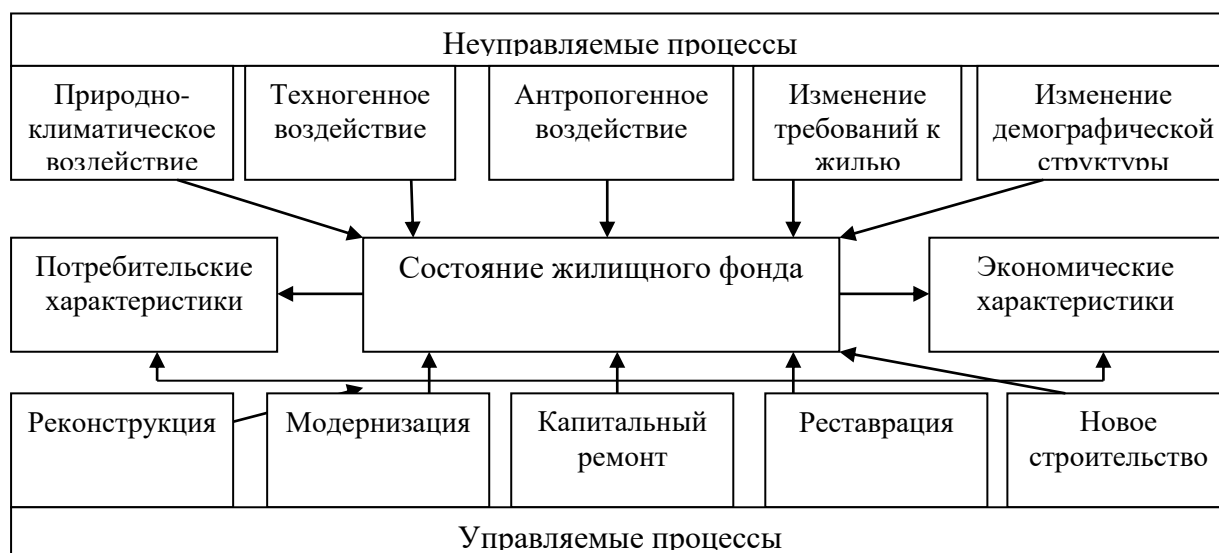 Неуправляемые процессы
Природно-
климатическое
воздействие
Техногенное
воздействие
Антропогенное
воздействие
Изменение
требований к
жилью
Изменение
демографической
структуры
Потребительские
характеристики
Состояние жилищного фонда
Экономические
характеристики
Реконструкция
Модернизация
Капитальный
ремонт
Реставрация
Новое
строительство
Управляемые процессы